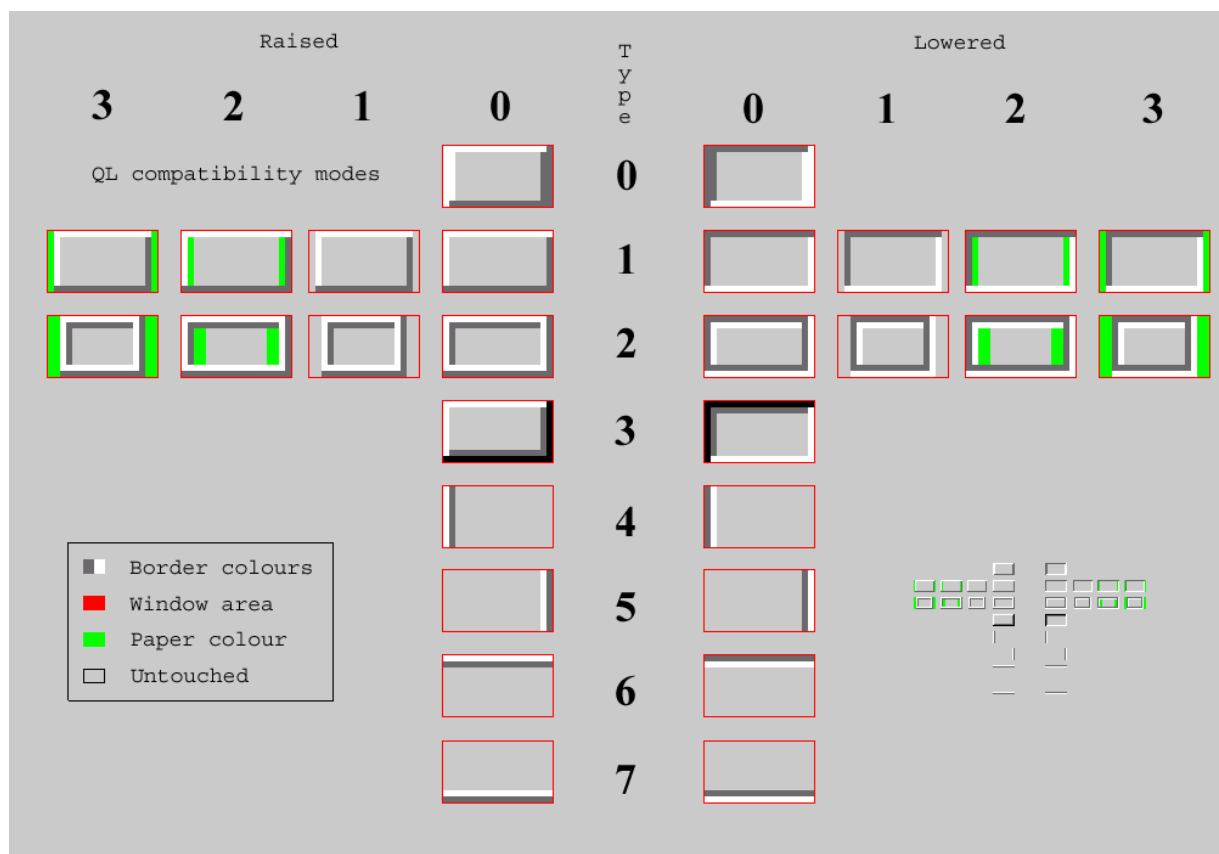 Raised
Type
Lowered
3 2 1 0
0 1 2 3
QL compatibility modes
0
1
2
3
4
5
6
7
Border colours
Window area
Paper colour
Untouched